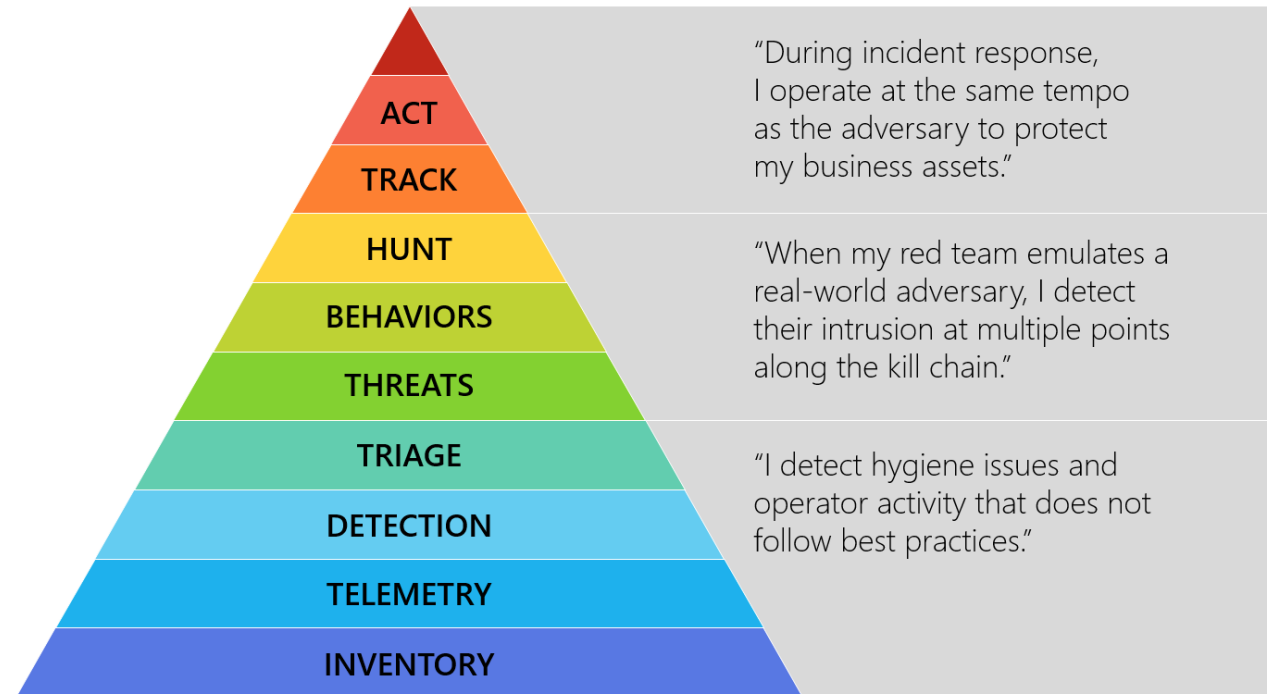 ACT
TRACK
HUNT
BEHAVIORS
THREATS
TRIAGE
DETECTION
TELEMETRY
INVENTORY
“During incident response,
I operate at the same tempo
as the adversary to protect
my business assets.”
“When my red team emulates a
real-world adversary, I detect
their intrusion at multiple points
along the kill chain.”
“I detect hygiene issues and
operator activity that does not
follow best practices.”